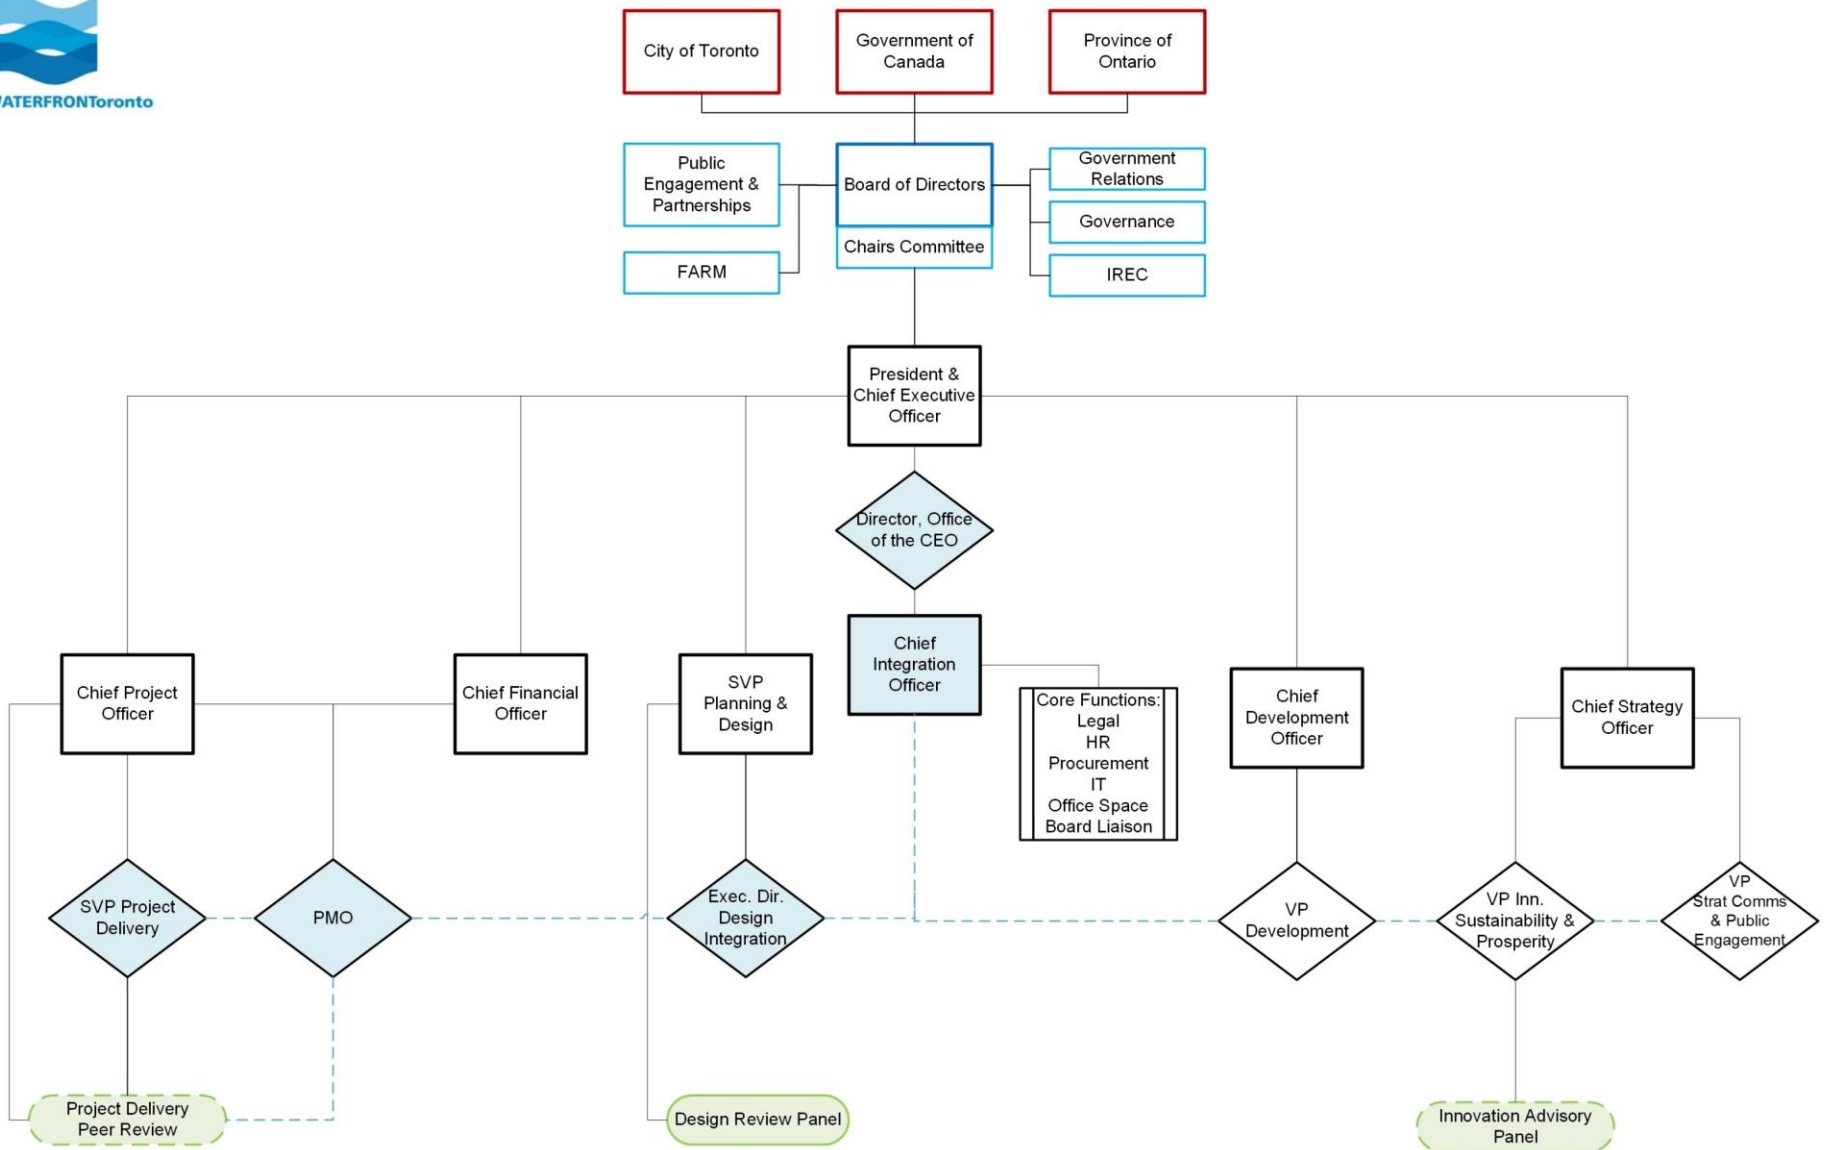 WATERFRONToronto
City of Toronto
Government of
Canada
Province of
Ontario
Public
Engagement &
Partnerships
Board of Directors
Government
Relations
Governance
Chairs Committee
FARM
IREC
President &
Chief Executive
Officer
Director, Office
of the CEO
Chief
Integration
Officer
Chief Project
Officer
Chief Financial
Officer
SVP
Planning &
Design
Core Functions:
Legal
HR
Procurement
IT
Office Space
Board Liaison
Chief
Development
Officer
Chief Strategy
Officer
SVP Project
Delivery
PMO
Exec. Dir.
Design
Integration
VP
Development
VP Inn.
Sustainability &
Prosperity
VP
Strat Comms
& Public
Engagement
Project Delivery
Peer Review
Design Review Panel
Innovation Advisory
Panel